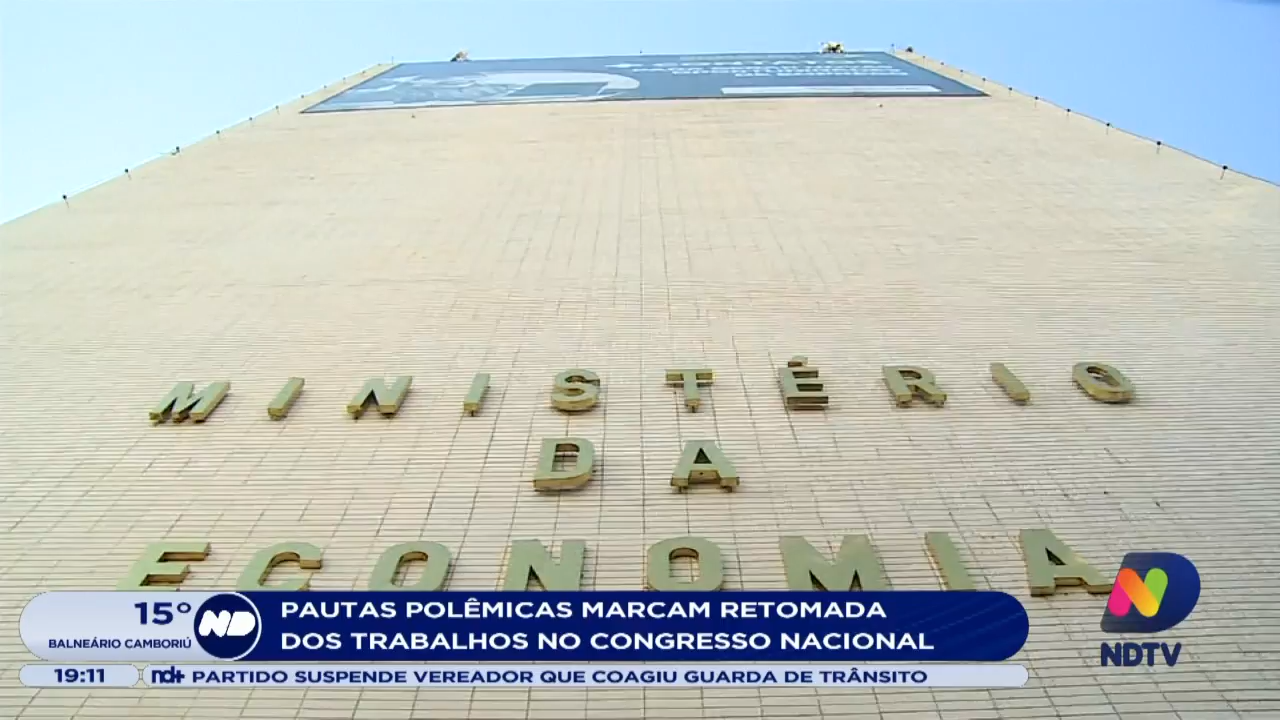 MINISTÉRIO
DA
ECONOMIA
15º
BALNEÁRIO CAMBORIÚ
ND
PAUTAS POLÊMICAS MARCAM RETOMADA
DOS TRABALHOS NO CONGRESSO NACIONAL
NDTV
19:11
nd+ PARTIDO SUSPENDE VEREADOR QUE COAGIU GUARDA DE TRÂNSITO